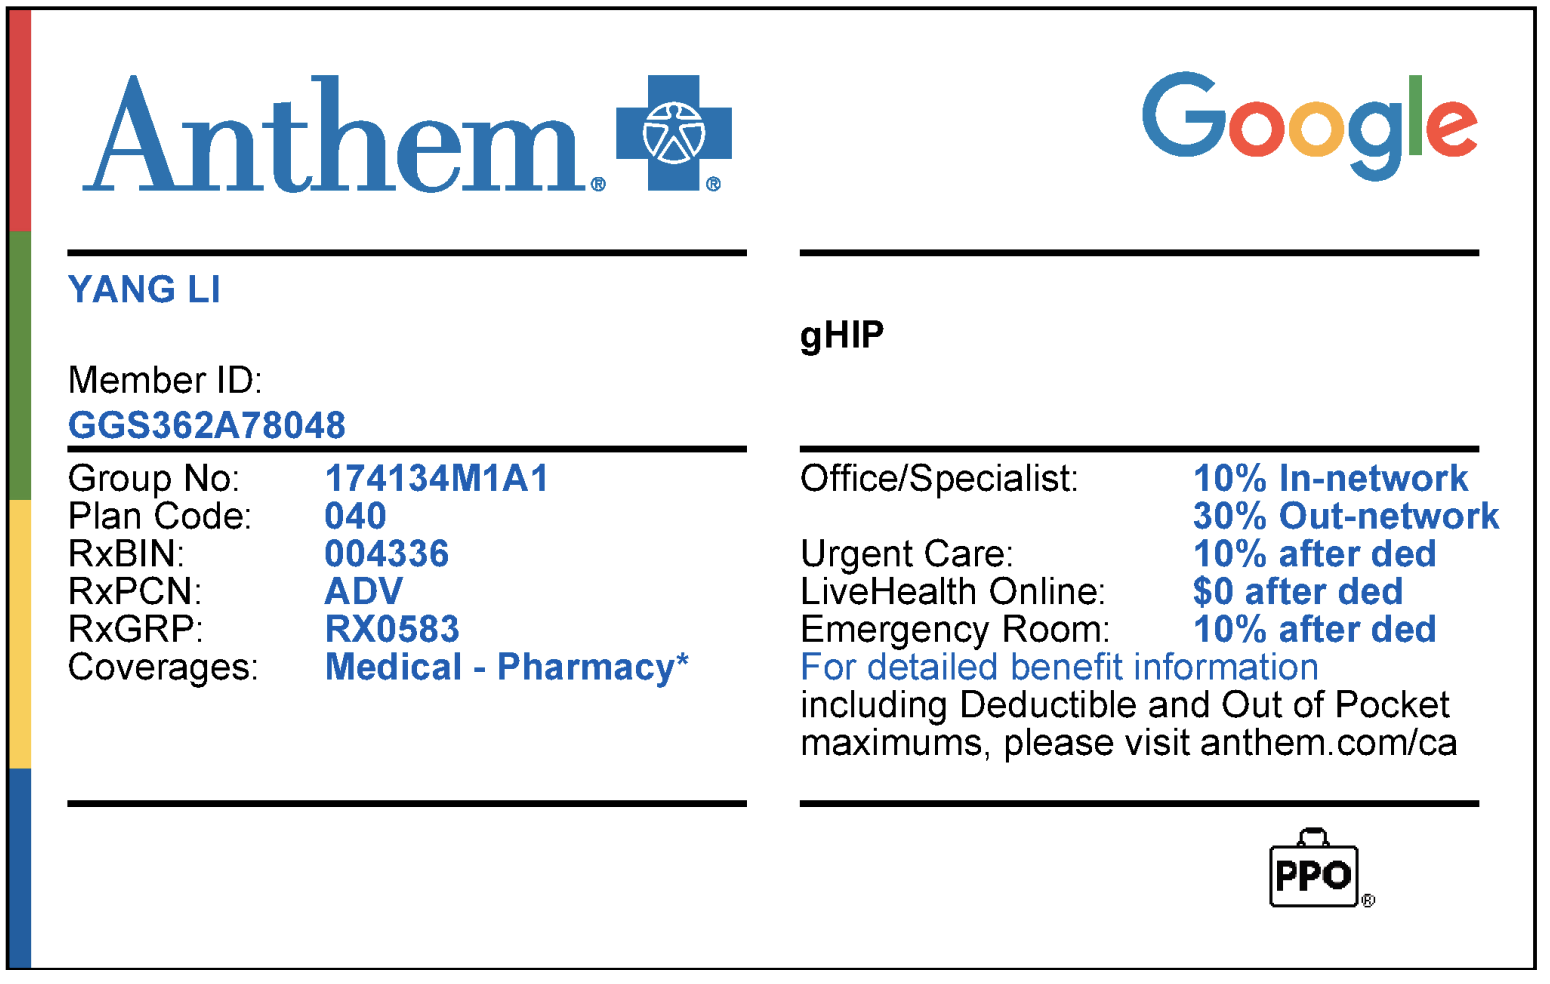 Anthem.® ®
Google
YANG LI
Member ID:
GGS362A78048
gHIP
Group No: 174134M1A1
Plan Code: 040
RxBIN: 004336
RxPCN: ADV
RxGRP: RX0583
Coverages: Medical - Pharmacy*
Office/Specialist: 10% In-network
30% Out-network
Urgent Care: 10% after ded
LiveHealth Online: $0 after ded
Emergency Room: 10% after ded
For detailed benefit information
including Deductible and Out of Pocket
maximums, please visit anthem.com/ca
PPO®